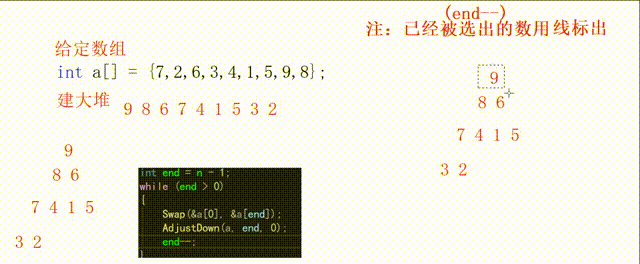 (end--)
注：已经被选出的数用线标出
给定数组
int a[] = {7,2,6,3,4,1,5,9,8};
建大堆 9 8 6 7 4 1 5 3 2
9
8 6
7 4 1 5
3 2
int end = n - 1;
while (end > 0)
{
Swap(&a[0], &a[end]);
AdjustDown(a, end, 0);
end--;
}
9
8 6
7 4 1 5
3 2